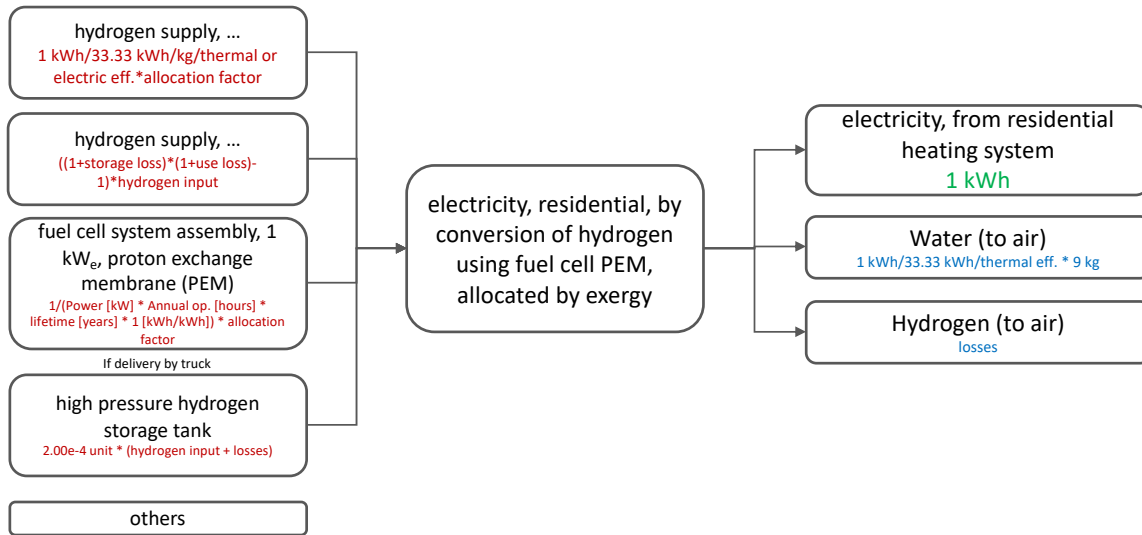 hydrogen supply, ...
1 kWh/33.33 kWh/kg/thermal or
electric eff.*allocation factor
hydrogen supply, ...
((1+storage loss)*(1+use loss)-
1)*hydrogen input
fuel cell system assembly, 1
kWe, proton exchange
membrane (PEM)
1/(Power [kW] * Annual op. [hours] *
lifetime [years] * 1 [kWh/kWh]) * allocation
factor
If delivery by truck
high pressure hydrogen
storage tank
2.00e-4 unit * (hydrogen input + losses)
others
electricity, residential, by
conversion of hydrogen
using fuel cell PEM,
allocated by exergy
electricity, from residential
heating system
1 kWh
Water (to air)
1 kWh/33.33 kWh/thermal eff. * 9 kg
Hydrogen (to air)
losses